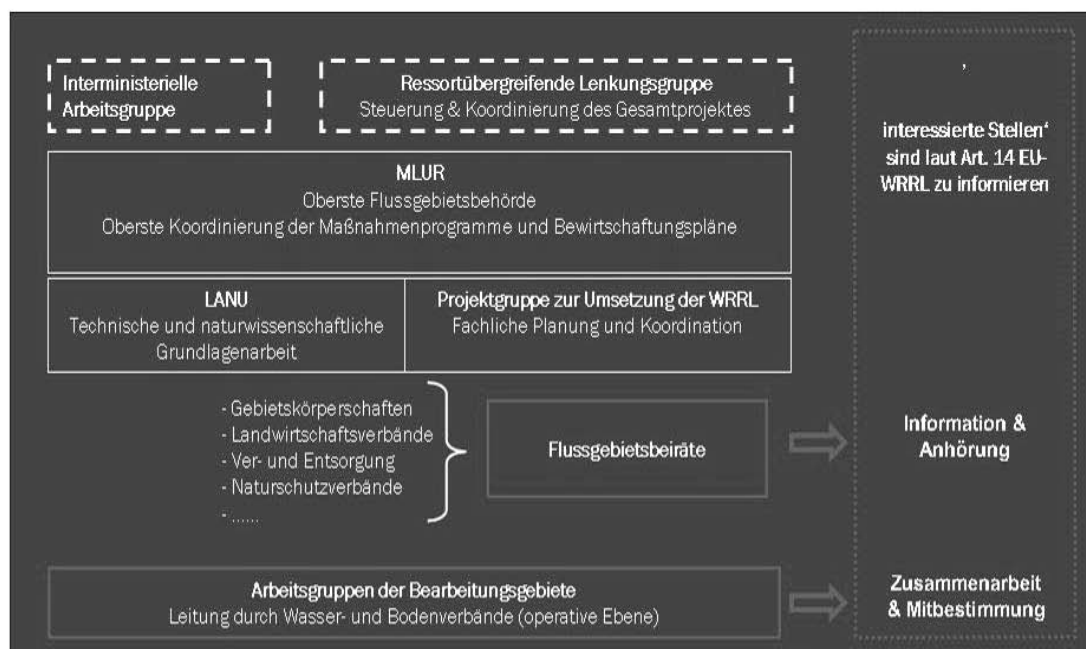 Interministerielle
Arbeitsgruppe
Ressortübergreifende Lenkungsgruppe
Steuerung & Koordinierung des Gesamtprojektes
MLUR
Oberste Flussgebietsbehörde
Oberste Koordinierung der Maßnahmenprogramme und Bewirtschaftungspläne
LANU
Technische und naturwissenschaftliche
Grundlagenarbeit
Projektgruppe zur Umsetzung der WRRL
Fachliche Planung und Koordination
- Gebietskörperschaften
- Landwirtschaftsverbände
- Ver- und Entsorgung
- Naturschutzverbände
- ......
Flussgebietsbeiräte
Arbeitsgruppen der Bearbeitungsgebiete
Leitung durch Wasser- und Bodenverbände (operative Ebene)
,
interessierte Stellen‘
sind laut Art. 14 EU-
WRRL zu informieren
Information &
Anhörung
Zusammenarbeit
& Mitbestimmung